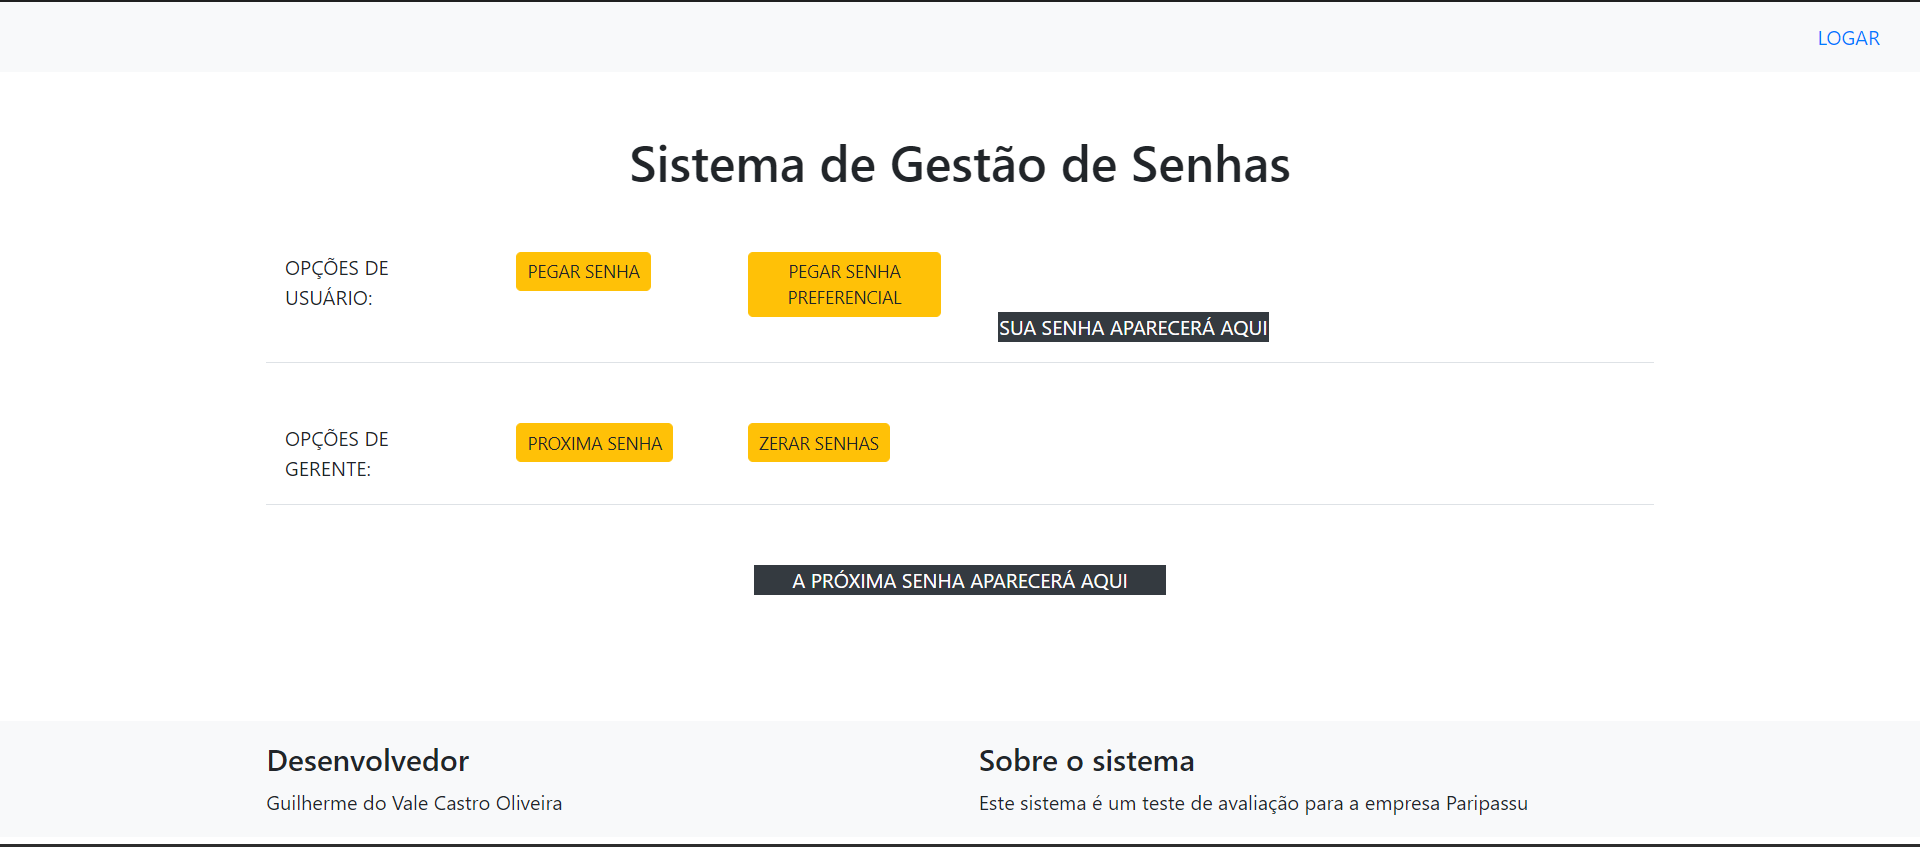 LOGAR
Sistema de Gestão de Senhas
OPÇÕES DE
USUÁRIO:
PEGAR SENHA
PEGAR SENHA
PREFERENCIAL
SUA SENHA APARECERÁ AQUI
OPÇÕES DE
GERENTE:
PROXIMA SENHA
ZERAR SENHAS
A PRÓXIMA SENHA APARECERÁ AQUI
Desenvolvedor
Guilherme do Vale Castro Oliveira
Sobre o sistema
Este sistema é um teste de avaliação para a empresa Paripassu